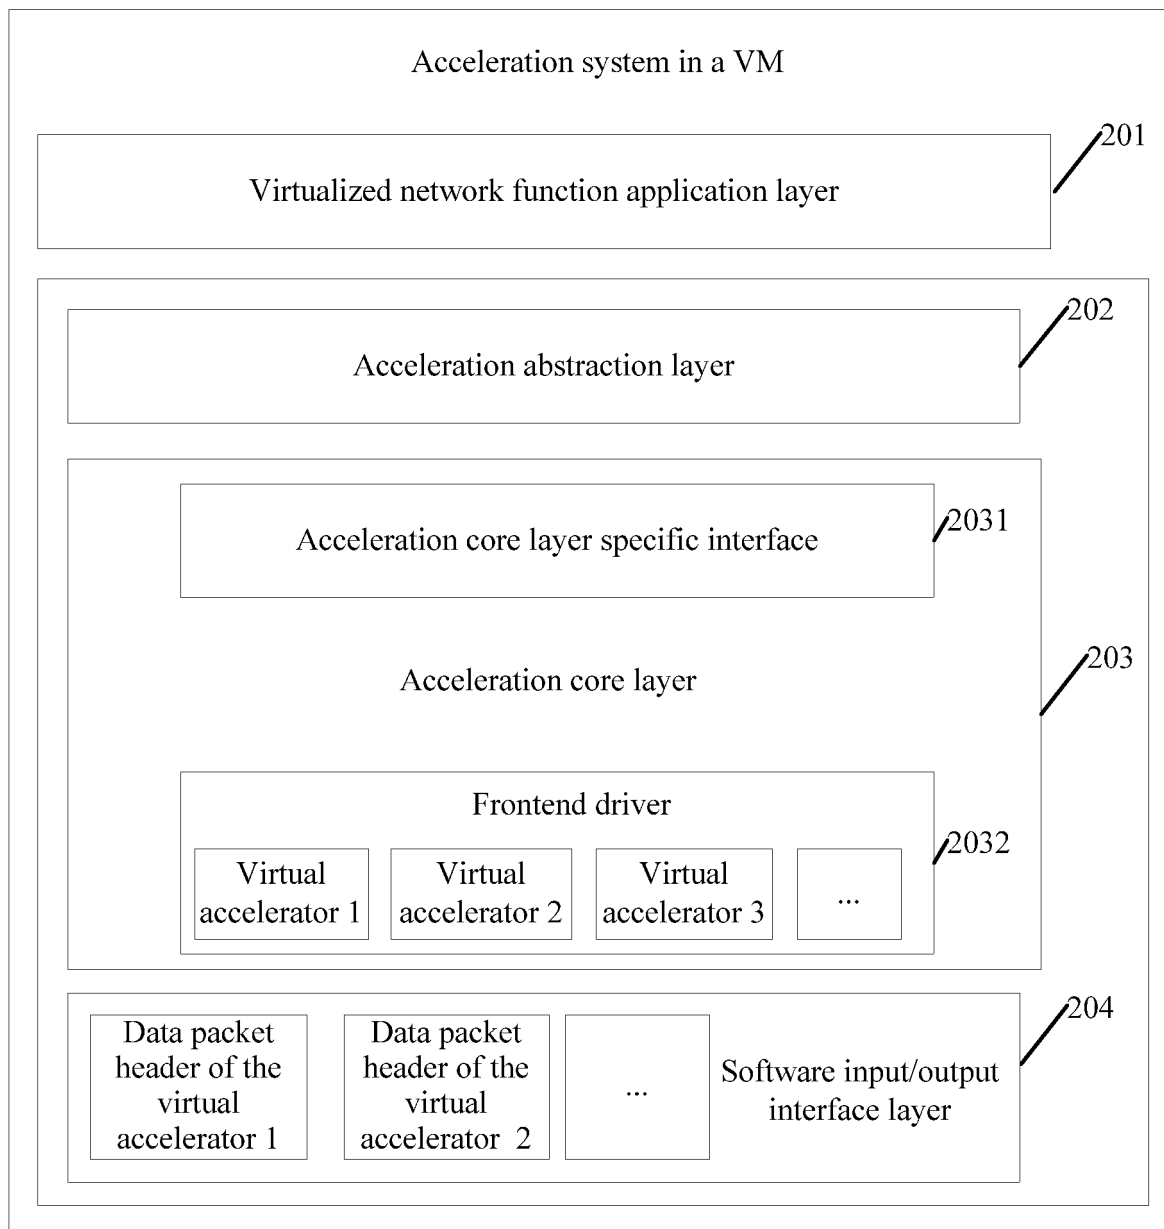 Acceleration system in a VM
201
Virtualized network function application layer
202
Acceleration abstraction layer
2031
Acceleration core layer specific interface
203
Acceleration core layer
Frontend driver
2032
Virtual
accelerator 1
Virtual
accelerator 2
Virtual
accelerator 3
...
204
Data packet
header of the
virtual
accelerator 1
Data packet
header of the
virtual
accelerator 2
...
Software input/output
interface layer